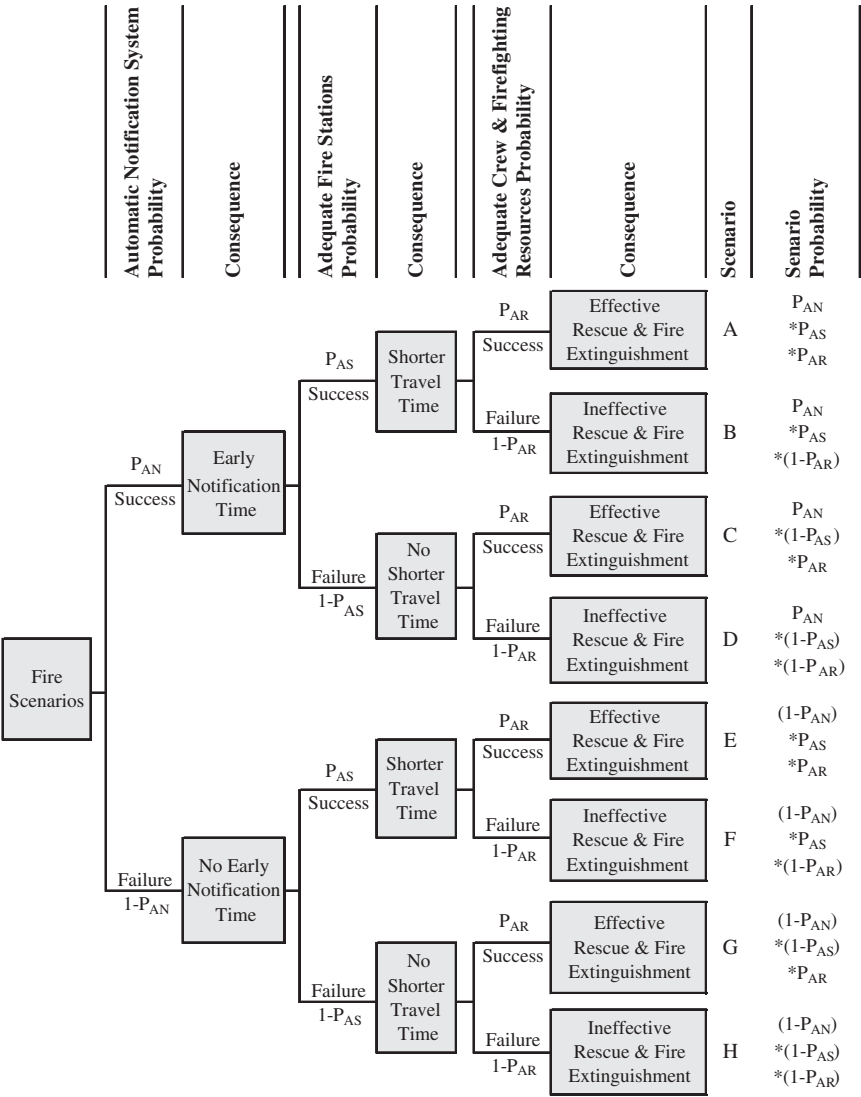 Automatic Notification System
Probability
Consequence
Adequate Fire Stations
Probability
Consequence
Adequate Crew & Firefighting
Resources Probability
Consequence
Scenario
Senario
Probability
Fire
Scenarios
P_AN
Success
Early
Notification
Time
P_AS
Success
Shorter
Travel
Time
P_AR
Success
Effective
Rescue & Fire
Extinguishment
A
P_AN
*P_AS
*P_AR
Failure
1-P_AR
Ineffective
Rescue & Fire
Extinguishment
B
P_AN
*P_AS
*(1-P_AR)
Failure
1-P_AS
No
Shorter
Travel
Time
P_AR
Success
Effective
Rescue & Fire
Extinguishment
C
P_AN
*(1-P_AS)
*P_AR
Failure
1-P_AR
Ineffective
Rescue & Fire
Extinguishment
D
P_AN
*(1-P_AS)
*(1-P_AR)
Failure
1-P_AN
No Early
Notification
Time
P_AS
Success
Shorter
Travel
Time
P_AR
Success
Effective
Rescue & Fire
Extinguishment
E
(1-P_AN)
*P_AS
*P_AR
Failure
1-P_AR
Ineffective
Rescue & Fire
Extinguishment
F
(1-P_AN)
*P_AS
*(1-P_AR)
Failure
1-P_AS
No
Shorter
Travel
Time
P_AR
Success
Effective
Rescue & Fire
Extinguishment
G
(1-P_AN)
*(1-P_AS)
*P_AR
Failure
1-P_AR
Ineffective
Rescue & Fire
Extinguishment
H
(1-P_AN)
*(1-P_AS)
*(1-P_AR)